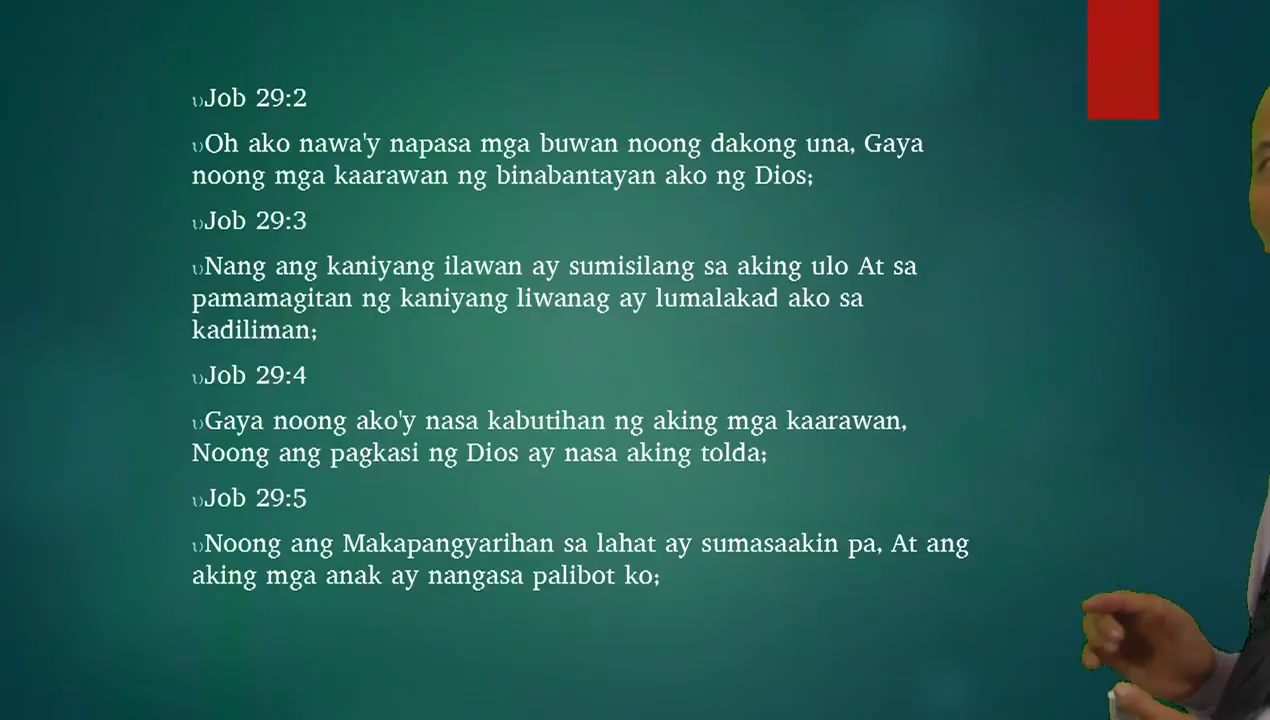 Job 29:2
Oh ako nawa'y napasa mga buwan noong dakong una, Gaya
noong mga kaarawan ng binabantayan ako ng Dios;
Job 29:3
Nang ang kaniyang ilawan ay sumisilang sa aking ulo At sa
pamamagitan ng kaniyang liwanag ay lumalakad ako sa
kadiliman;
Job 29:4
Gaya noong ako'y nasa kabutihan ng aking mga kaarawan,
Noong ang pagkasi ng Dios ay nasa aking tolda;
Job 29:5
Noong ang Makapangyarihan sa lahat ay sumasaakin pa, At ang
aking mga anak ay nangasa palibot ko;